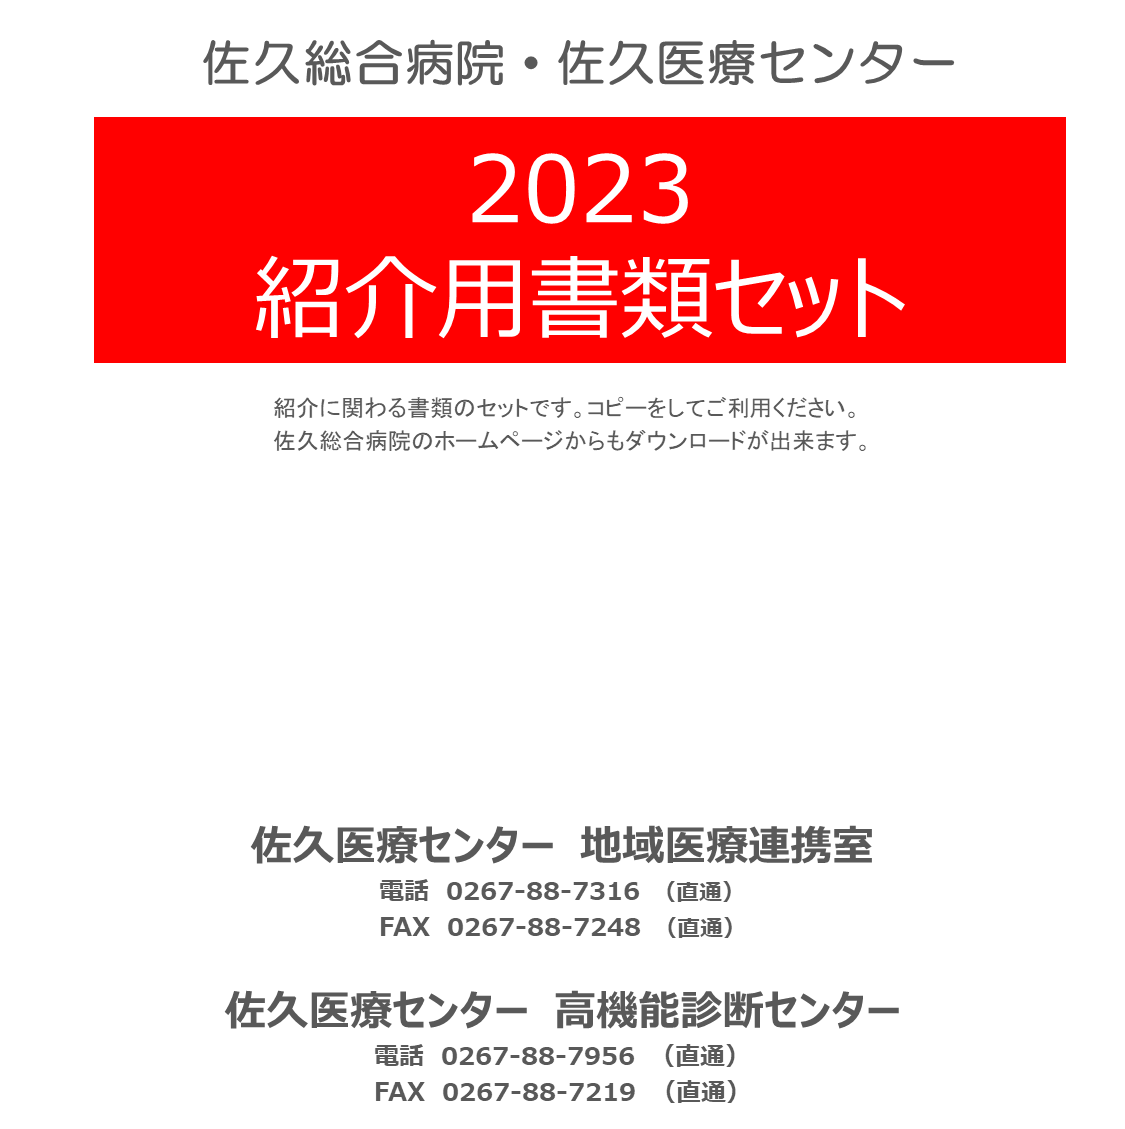 佐久総合病院・佐久医療センター
2023
紹介用書類セット
紹介に関わる書類のセットです。コピーをしてご利用ください。
佐久総合病院のホームページからもダウンロードが出来ます。
佐久医療センター 地域医療連携室
電話 0267-88-7316 （直通）
FAX 0267-88-7248 （直通）
佐久医療センター 高機能診断センター
電話 0267-88-7956 （直通）
FAX 0267-88-7219 （直通）